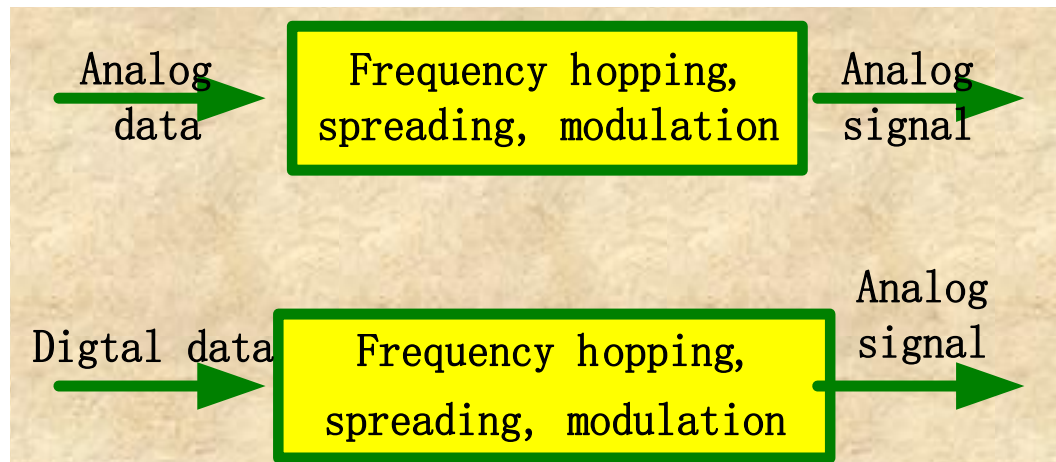 Analog
data
Frequency hopping,
spreading, modulation
Analog
signal
Digtal data
Frequency hopping,
spreading, modulation
Analog
signal